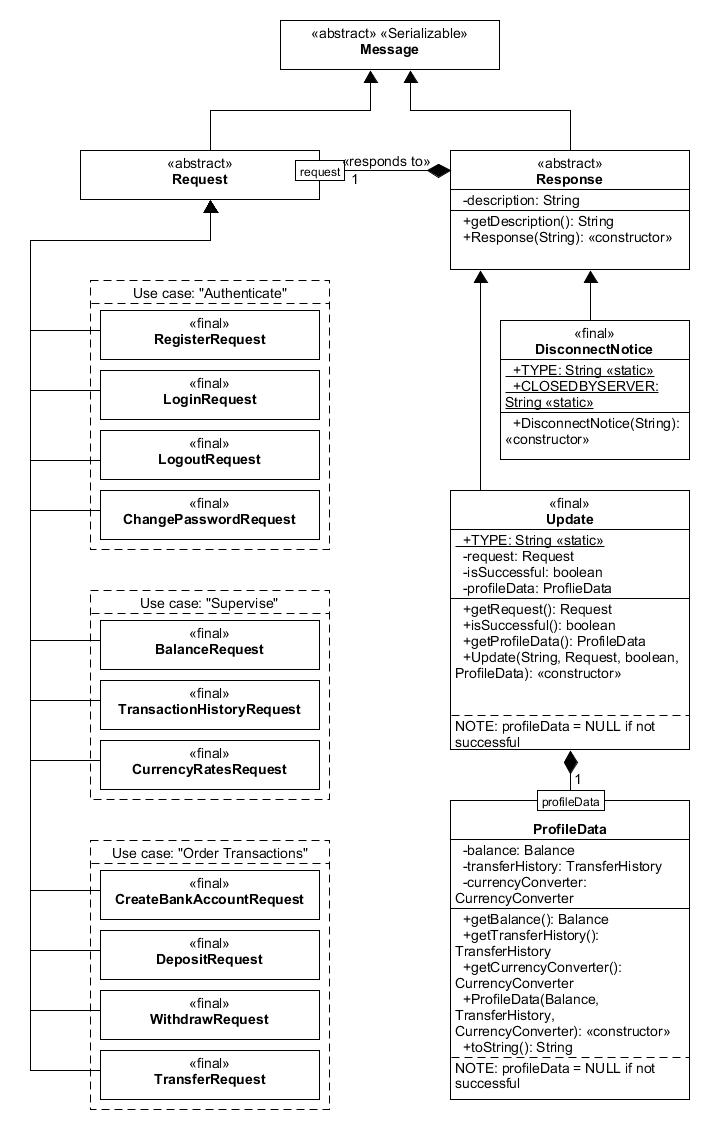 «abstract» «Serializable»
Message
«abstract»
Request
request
«responds to»
1
«abstract»
Response
-description: String
+getDescription(): String
+Response(String): «constructor»
Use case: "Authenticate"
«final»
RegisterRequest
«final»
LoginRequest
«final»
LogoutRequest
«final»
ChangePasswordRequest
Use case: "Supervise"
«final»
BalanceRequest
«final»
TransactionHistoryRequest
«final»
CurrencyRatesRequest
Use case: "Order Transactions"
«final»
CreateBankAccountRequest
«final»
DepositRequest
«final»
WithdrawRequest
«final»
TransferRequest
«final»
DisconnectNotice
+TYPE: String «static»
+CLOSEDBYSERVER:
String «static»
+DisconnectNotice(String):
«constructor»
«final»
Update
+TYPE: String «static»
-request: Request
-isSuccessful: boolean
-profileData: ProflieData
+getRequest(): Request
+isSuccessful(): boolean
+getProfileData(): ProfileData
+Update(String, Request, boolean,
ProfileData): «constructor»
NOTE: profileData = NULL if not
successful
1
profileData
ProfileData
-balance: Balance
-transferHistory: TransferHistory
-currencyConverter:
CurrencyConverter
+getBalance(): Balance
+getTransferHistory():
TransferHistory
+getCurrencyConverter():
CurrencyConverter
+ProfileData(Balance,
TransferHistory,
CurrencyConverter): «constructor»
+toString(): String
NOTE: profileData = NULL if not
successful